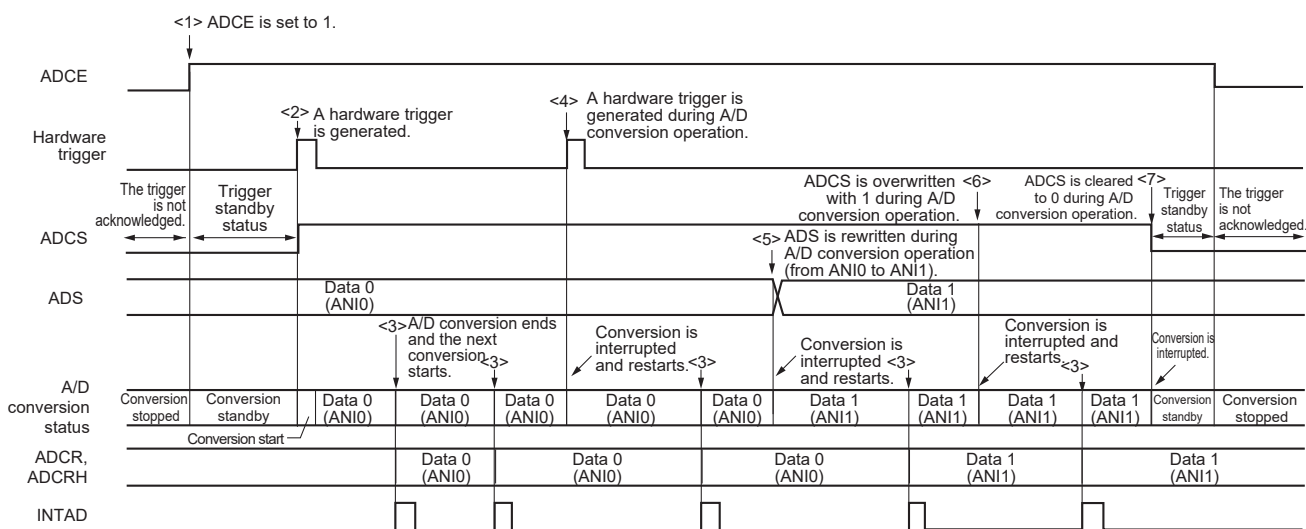 <1> ADCE is set to 1.
ADCE
<2> A hardware trigger
is generated.
<4> A hardware trigger is
generated during A/D
conversion operation.
Hardware
trigger
The trigger
is not
acknowledged.
Trigger
standby
status
ADCS is overwritten <6>
with 1 during A/D
conversion operation.
ADCS is cleared <7>
to 0 during A/D
conversion operation.
Trigger
standby
status
The trigger
is not
acknowledged.
ADCS
<5> ADS is rewritten during
A/D conversion operation
(from ANI0 to ANI1).
ADS
Data 0
(ANI0)
Data 1
(ANI1)
<3> A/D conversion ends
and the next
conversion
starts. <3>
Conversion is
interrupted
and restarts. <3>
Conversion is
interrupted <3>
and restarts.
Conversion is
interrupted and
restarts. <3>
Conversion is
interrupted.
A/D
conversion
status
Conversion
stopped
Conversion
standby
Conversion start
Data 0
(ANI0)
Data 0
(ANI0)
Data 0
(ANI0)
Data 0
(ANI0)
Data 0
(ANI0)
Data 1
(ANI1)
Data 1
(ANI1)
Data 1
(ANI1)
Data 1
(ANI1)
Conversion
standby
Conversion
stopped
ADCR,
ADCRH
Data 0
(ANI0)
Data 0
(ANI0)
Data 0
(ANI0)
Data 1
(ANI1)
Data 1
(ANI1)
INTAD